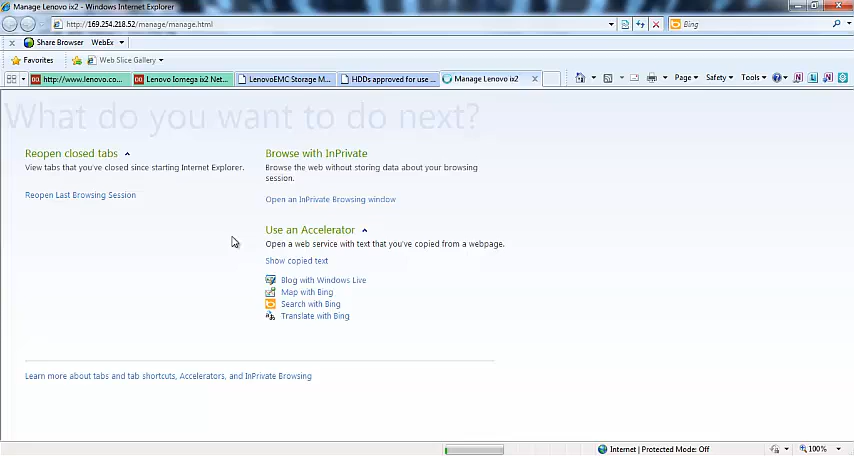 Manage Lenovo ix2 - Windows Internet Explorer
http://169.254.218.52/manage/manage.html
Bing
Share Browser WebEx
Favorites Web Slice Gallery
http://www.lenovo.co... Lenovo Iomega ix2 Net... LenovoEMC Storage M... HDDs approved for use ... Manage Lenovo ix2 Page Safety Tools
What do you want to do next?
Reopen closed tabs
View tabs that you've closed since starting Internet Explorer.
Reopen Last Browsing Session
Browse with InPrivate
Browse the web without storing data about your browsing
session.
Open an InPrivate Browsing window
Use an Accelerator
Open a web service with text that you've copied from a webpage.
Show copied text
Blog with Windows Live
Map with Bing
Search with Bing
Translate with Bing
Learn more about tabs and tab shortcuts, Accelerators, and InPrivate Browsing
Internet | Protected Mode: Off 100%